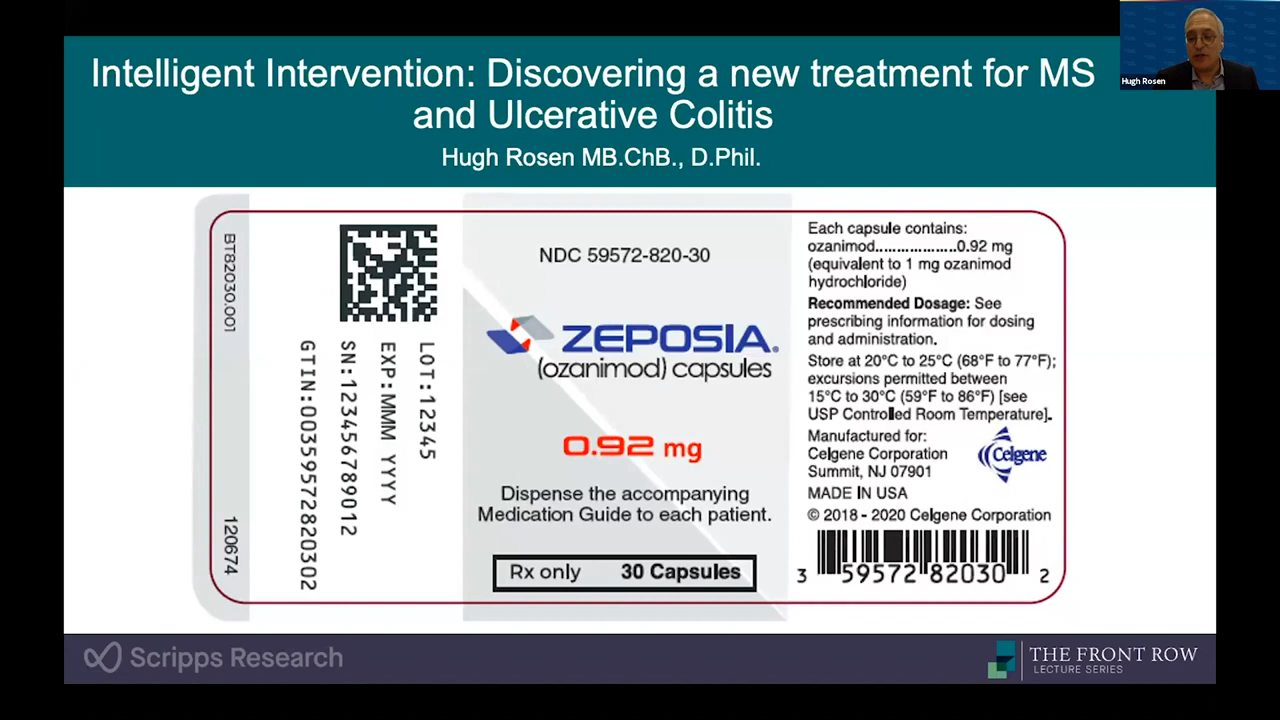 Intelligent Intervention: Discovering a new treatment for MS
and Ulcerative Colitis
Hugh Rosen MB.ChB., D.Phil.
Hugh Rosen
BT82030.001
120674
GTIN:00359572820302
SN:123456789012
EXP:MMM YYYY
LOT:12345
NDC 59572-820-30
ZEPOSIA®
(ozanimod) capsules
0.92 mg
Dispense the accompanying
Medication Guide to each patient.
Rx only 30 Capsules
Each capsule contains:
ozanimod..................0.92 mg
(equivalent to 1 mg ozanimod
hydrochloride)
Recommended Dosage: See
prescribing information for dosing
and administration.
Store at 20°C to 25°C (68°F to 77°F);
excursions permitted between
15°C to 30°C (59°F to 86°F) [see
USP Controlled Room Temperature].
Manufactured for:
Celgene Corporation
Summit, NJ 07901
Celgene
MADE IN USA
© 2018 - 2020 Celgene Corporation
3 59572 82030 2
Scripps Research
THE FRONT ROW
LECTURE SERIES